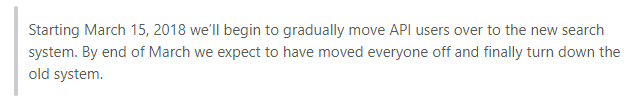 Starting March 15, 2018 we'll begin to gradually move API users over to the new search
system. By end of March we expect to have moved everyone off and finally turn down the
old system.